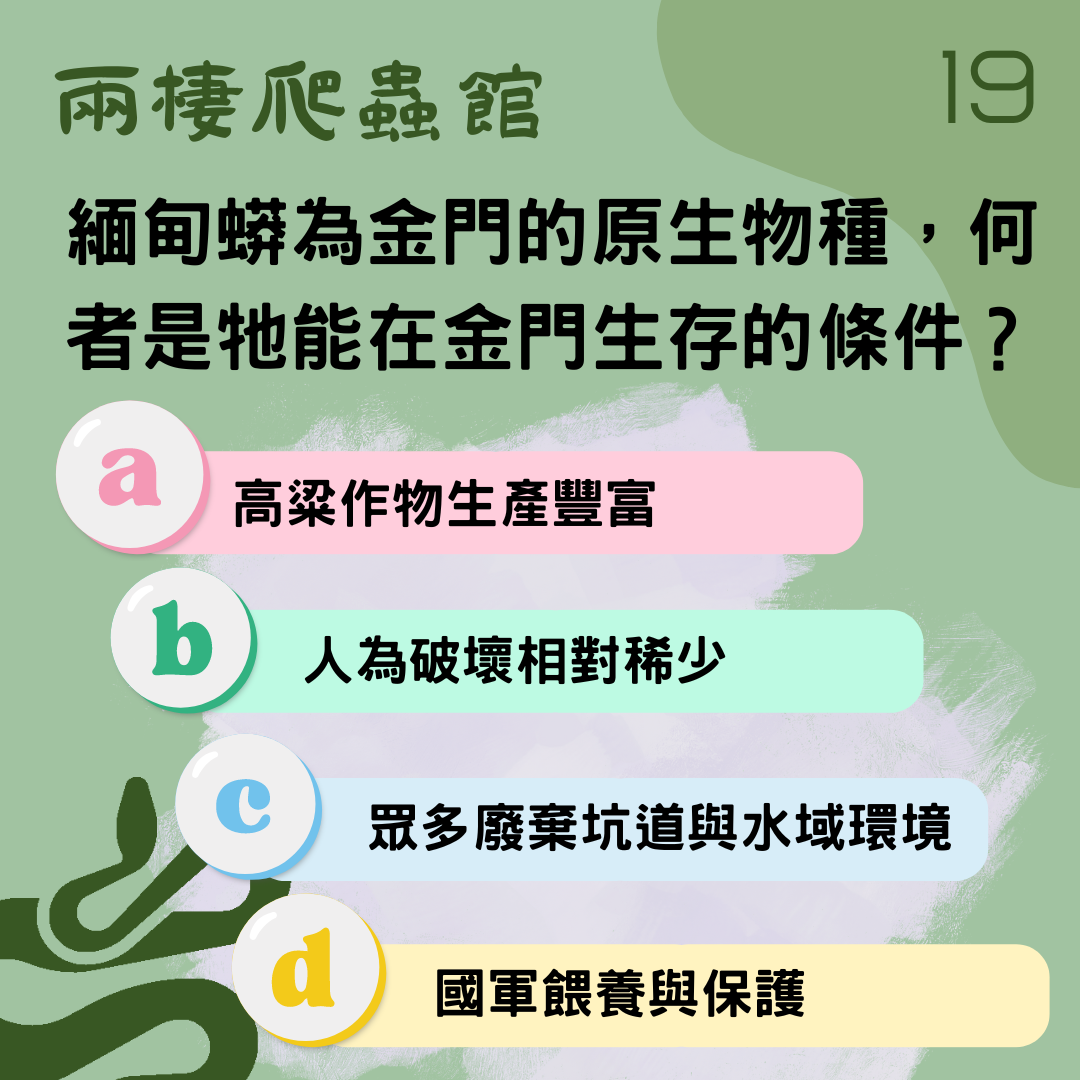 兩棲爬蟲館
19
緬甸蟒為金門的原生物種，何
者是牠能在金門生存的條件？
a
高粱作物生產豐富
b
人為破壞相對稀少
c
眾多廢棄坑道與水域環境
d
國軍餵養與保護